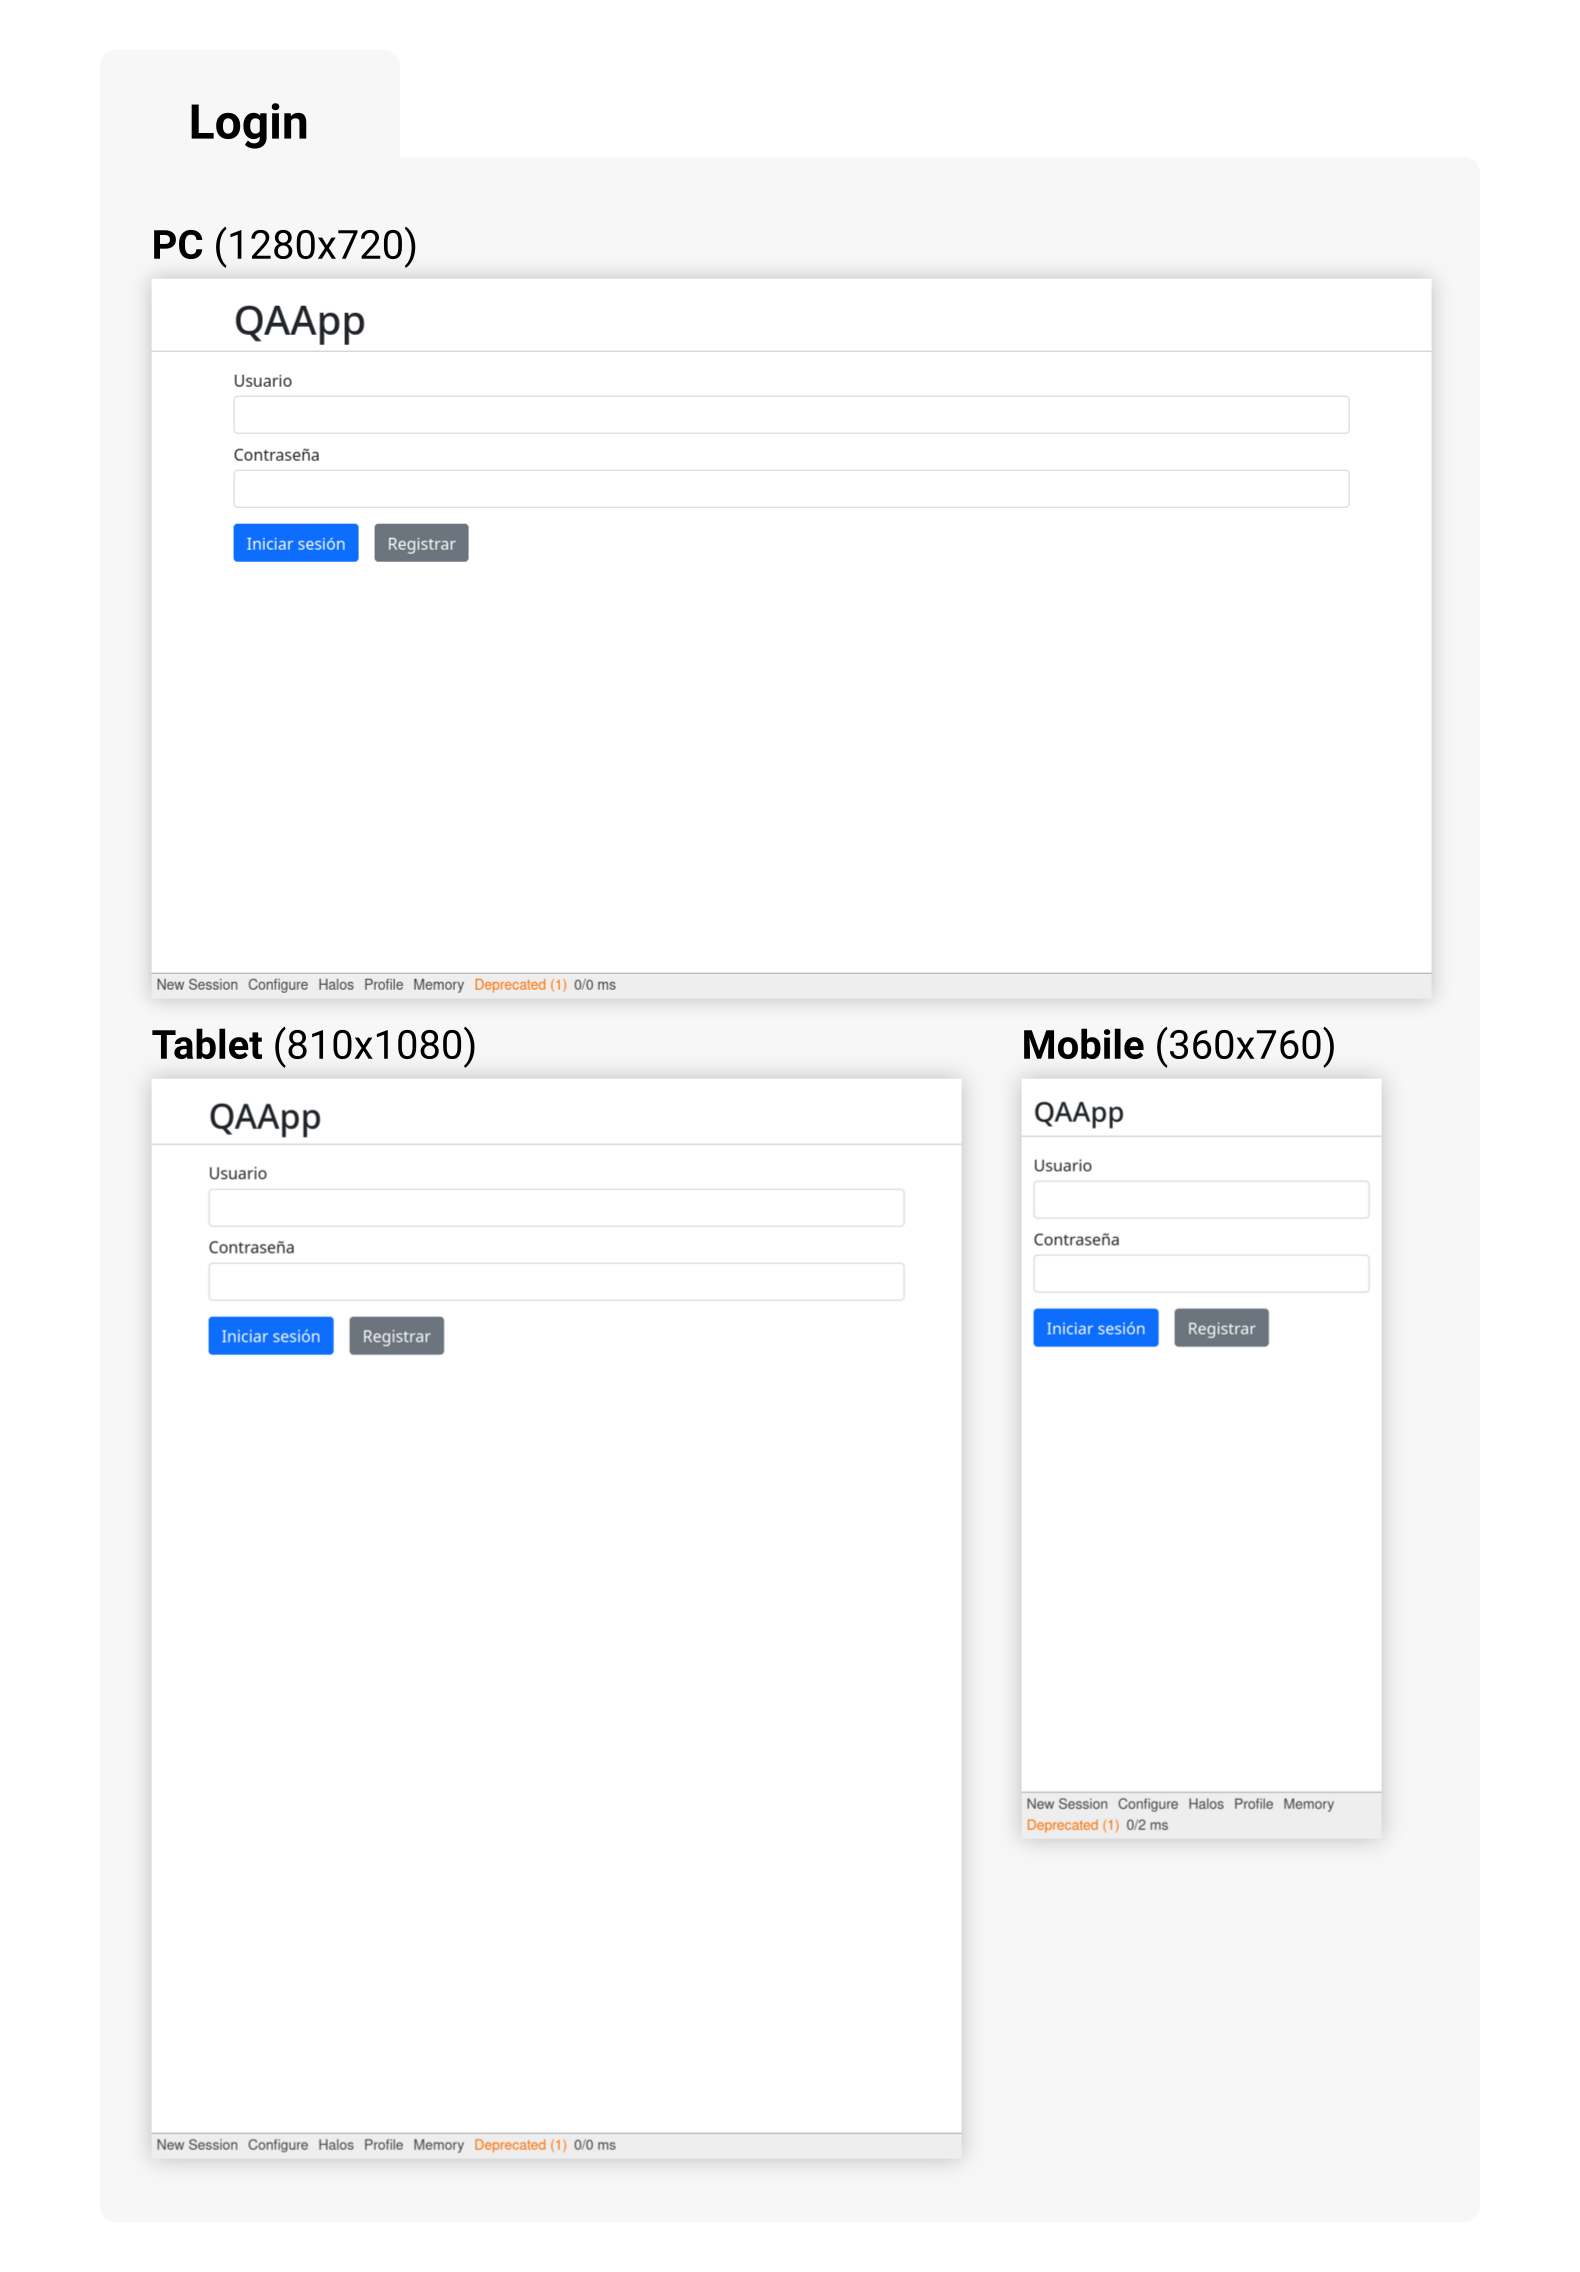 Login
PC (1280x720)
QAApp
Usuario
Contraseña
Iniciar sesión Registrar
New Session Configure Halos Profile Memory Deprecated (1) 0/0 ms
Tablet (810x1080)
QAApp
Usuario
Contraseña
Iniciar sesión Registrar
New Session Configure Halos Profile Memory Deprecated (1) 0/0 ms
Mobile (360x760)
QAApp
Usuario
Contraseña
Iniciar sesión Registrar
New Session Configure Halos Profile Memory
Deprecated (1) 0/2 ms